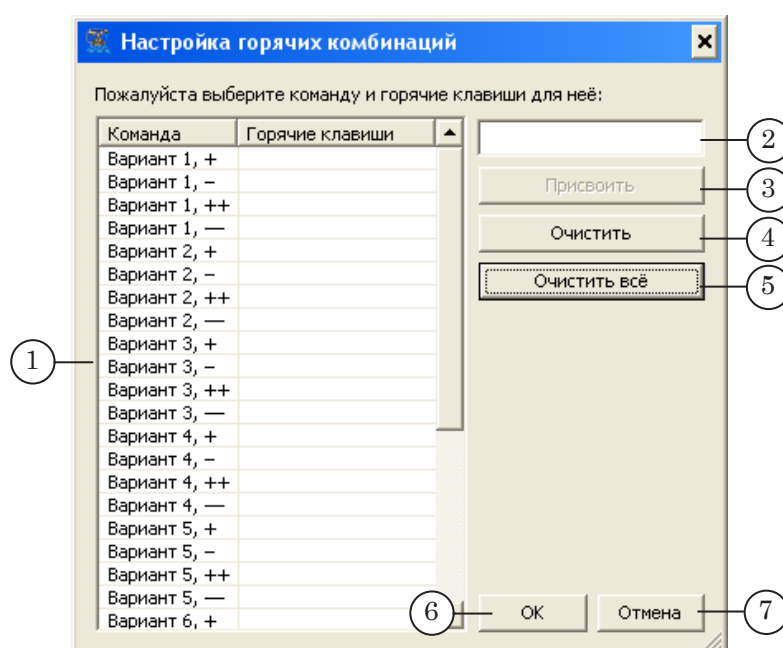 Настройка горячих комбинаций
Пожалуйста выберите команду и горячие клавиши для неё:
Команда Горячие клавиши
Вариант 1, +
Вариант 1, –
Вариант 1, ++
Вариант 1, —
Вариант 2, +
Вариант 2, –
Вариант 2, ++
Вариант 2, —
Вариант 3, +
Вариант 3, –
Вариант 3, ++
Вариант 3, —
Вариант 4, +
Вариант 4, –
Вариант 4, ++
Вариант 4, —
Вариант 5, +
Вариант 5, –
Вариант 5, ++
Вариант 5, —
Вариант 6, +
1
2
Присвоить 3
Очистить 4
Очистить всё 5
6 OK Отмена 7